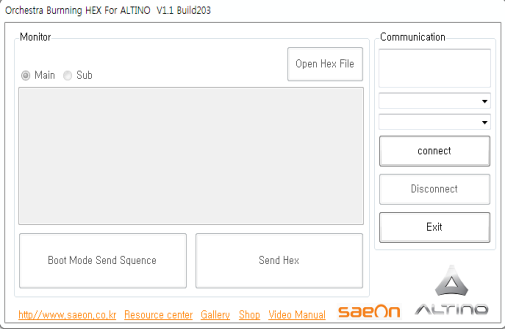 Orchestra Burnning HEX For ALTINO V1.1 Build203
Monitor
Open Hex File
Main Sub
Boot Mode Send Squence
Send Hex
Communication
connect
Disconnect
Exit
http//www.saeon.co.kr Resource center Gallery Shop Video Manual
saeOn
ALTINO